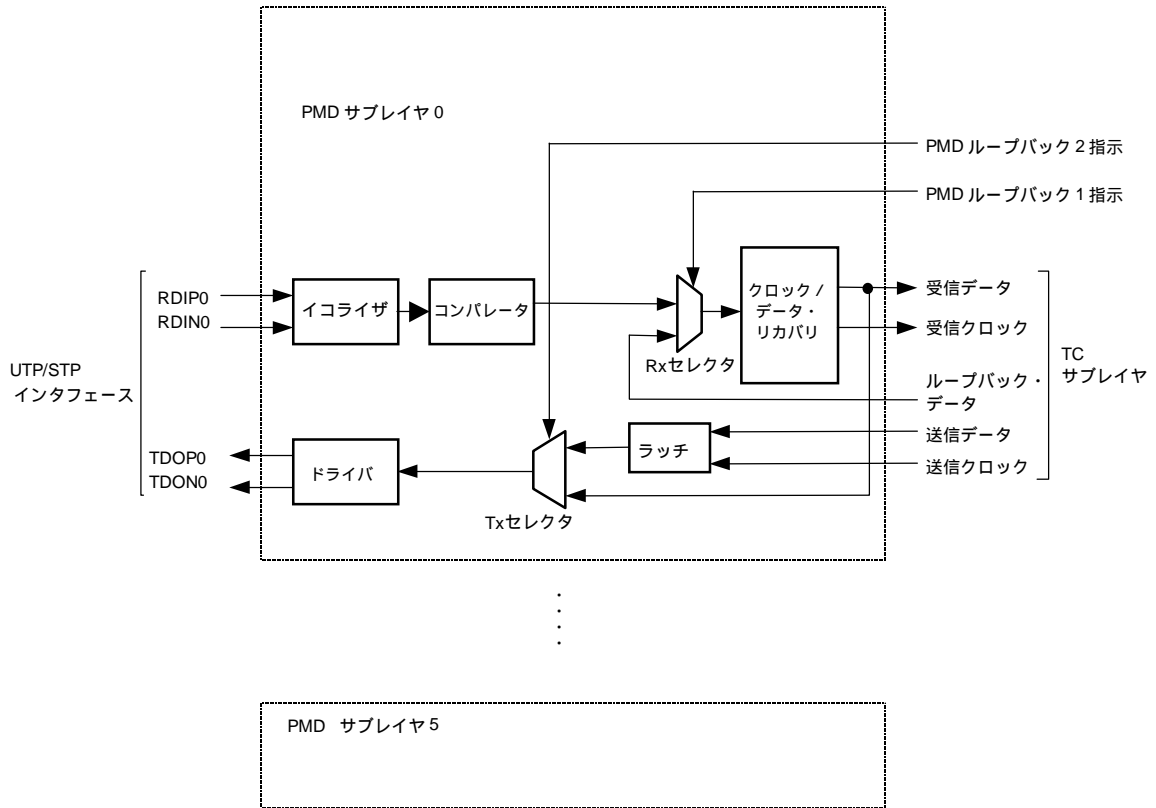 PMD サブレイヤ 0
PMD ループバック 2 指示
PMD ループバック 1 指示
UTP/STP
インタフェース
RDIP0
RDIN0
イコライザ
コンパレータ
Rxセレクタ
クロック /
データ・
リカバリ
受信データ
受信クロック
ループバック・
データ
送信データ
送信クロック
TC
サブレイヤ
TDOP0
TDON0
ドライバ
Txセレクタ
ラッチ
PMD サブレイヤ 5